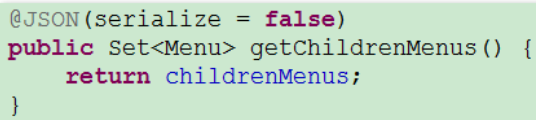 @JSON(serialize = false)
public Set<Menu> getChildrenMenus() {
    return childrenMenus;
}